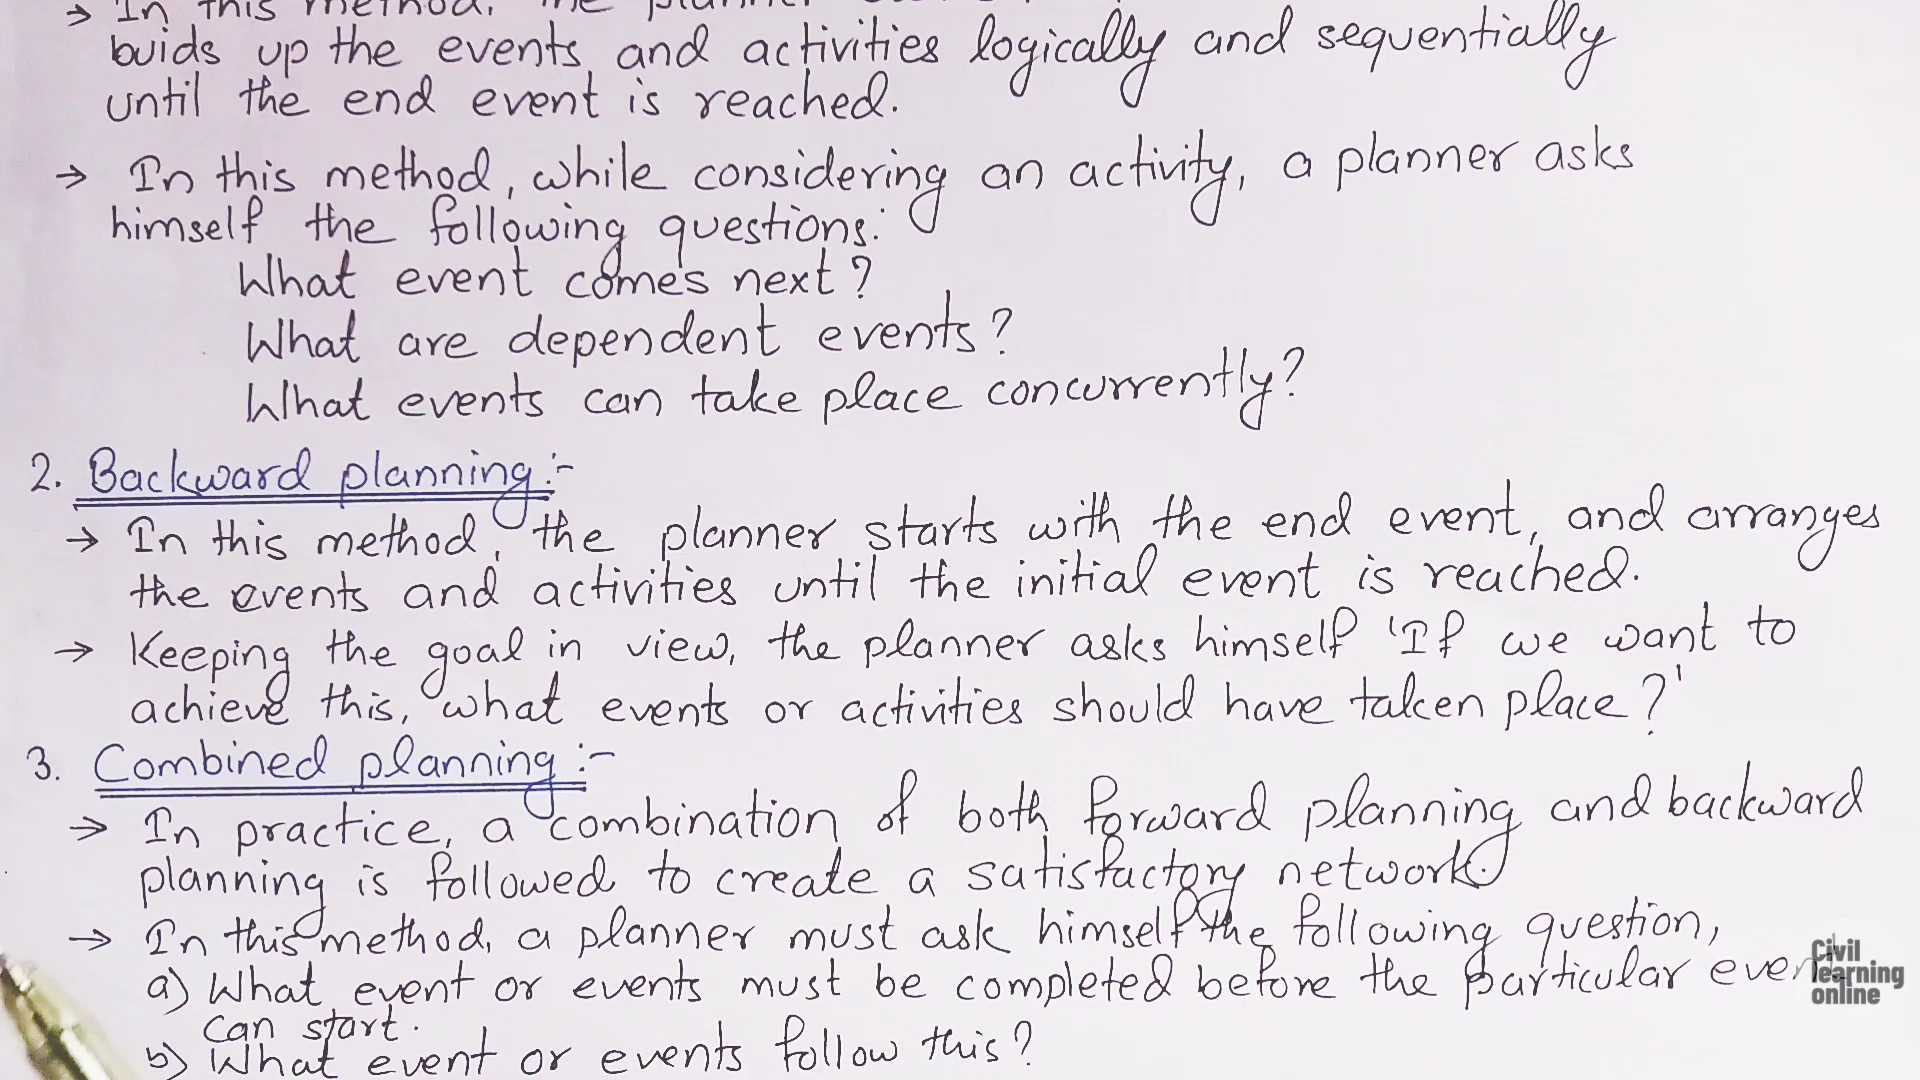 → In this method, the planner
buids up the events and activities logically and sequentially
until the end event is reached.
→ In this method, while considering an activity, a planner asks
himself the following questions:
What event comes next?
What are dependent events?
What events can take place concurrently?
2. Backward planning:-
→ In this method, the planner starts with the end event, and arranges
the events and activities until the initial event is reached.
→ Keeping the goal in view, the planner asks himself 'If we want to
achieve this, what events or activities should have taken place?'
3. Combined planning:-
→ In practice, a combination of both forward planning and backward
planning is followed to create a satisfactory network.
→ In this method, a planner must ask himself the following question,
a) What event or events must be completed before the particular even
can start.
b) What event or events follow this?
Civil
learning
online